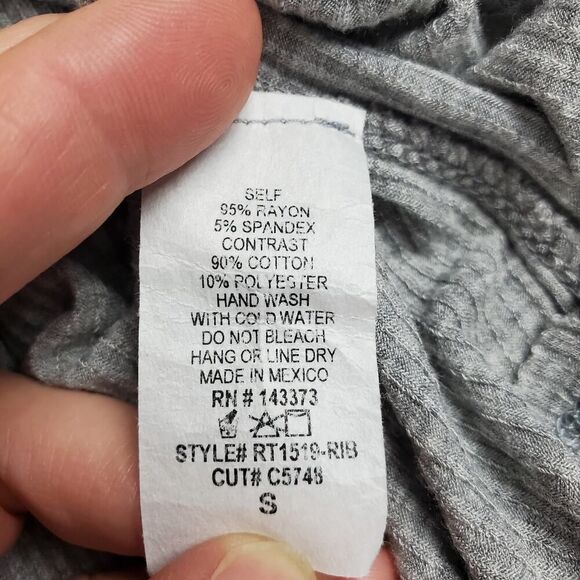 SELF
95% RAYON
5% SPANDEX
CONTRAST
90% COTTON
10% POLYESTER
HAND WASH
WITH COLD WATER
DO NOT BLEACH
HANG OR LINE DRY
MADE IN MEXICO
RN # 143373
STYLE# RT1519-RIB
CUT# C5748
S